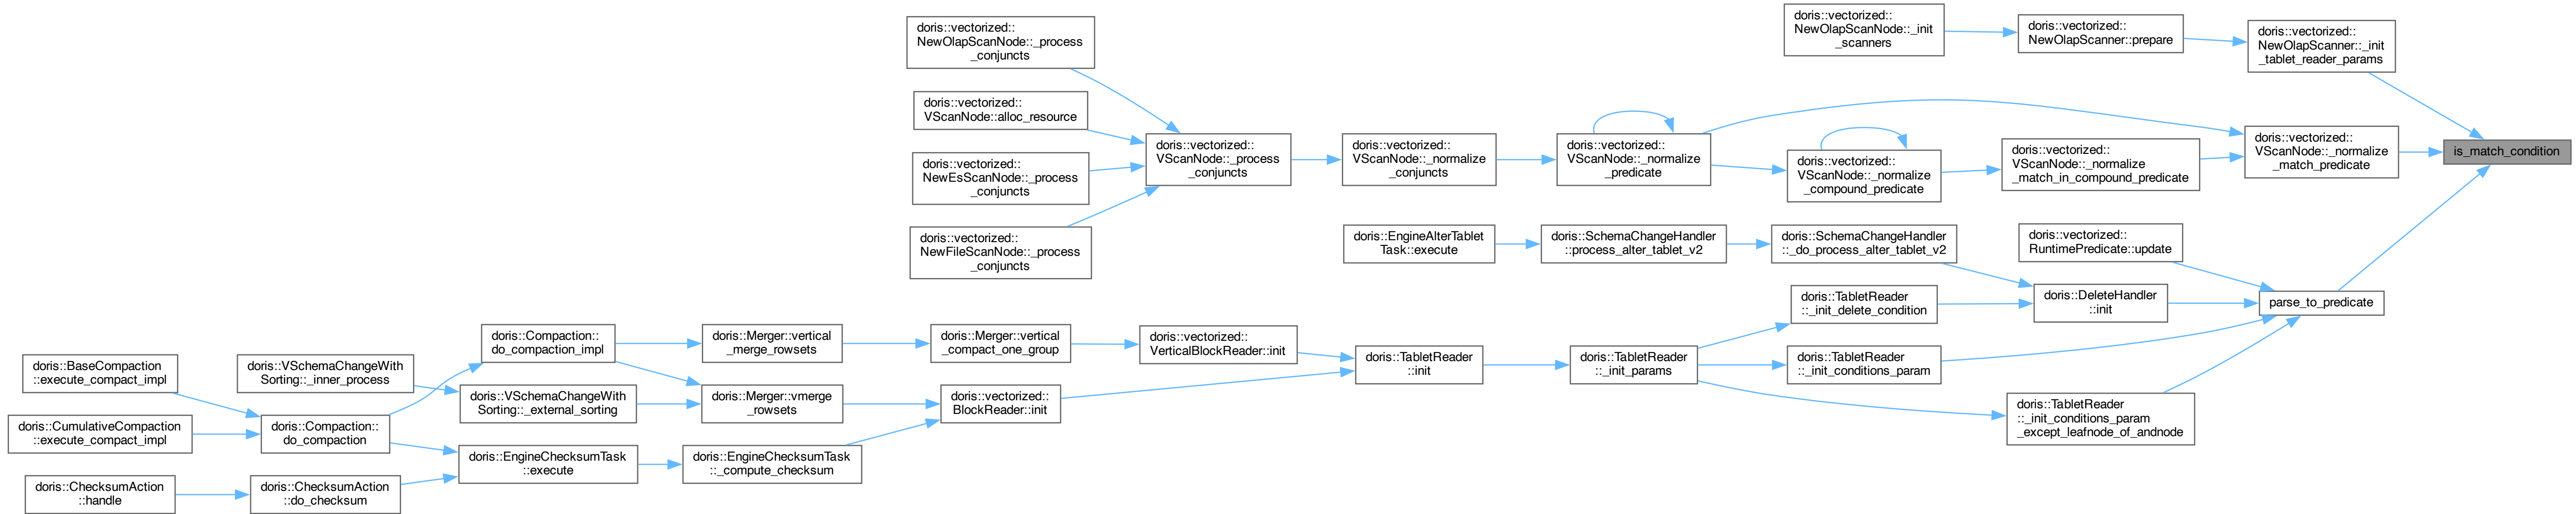 doris::vectorized::
NewOlapScanNode::_process
_conjuncts
doris::vectorized::
NewOlapScanNode::_init
_scanners
doris::vectorized::
NewOlapScanner::prepare
doris::vectorized::
NewOlapScanner::_init
_tablet_reader_params
doris::vectorized::
VScanNode::alloc_resource
doris::vectorized::
VScanNode::_process
_conjuncts
doris::vectorized::
VScanNode::_normalize
_conjuncts
doris::vectorized::
VScanNode::_normalize
_predicate
doris::vectorized::
VScanNode::_normalize
_compound_predicate
doris::vectorized::
VScanNode::_normalize
_match_in_compound_predicate
doris::vectorized::
VScanNode::_normalize
_match_predicate
is_match_condition
doris::vectorized::
NewEsScanNode::_process
_conjuncts
doris::vectorized::
NewFileScanNode::_process
_conjuncts
doris::EngineAlterTablet
Task::execute
doris::SchemaChangeHandler
::process_alter_tablet_v2
doris::SchemaChangeHandler
::_do_process_alter_tablet_v2
doris::vectorized::
RuntimePredicate::update
doris::TabletReader
::_init_delete_condition
doris::DeleteHandler
::init
parse_to_predicate
doris::Compaction::
do_compaction_impl
doris::Merger::vertical
_merge_rowsets
doris::Merger::vertical
_compact_one_group
doris::vectorized::
VerticalBlockReader::init
doris::TabletReader
::init
doris::TabletReader
::_init_params
doris::TabletReader
::_init_conditions_param
doris::BaseCompaction
::execute_compact_impl
doris::VSchemaChangeWith
Sorting::_inner_process
doris::VSchemaChangeWith
Sorting::_external_sorting
doris::Merger::vmerge
_rowsets
doris::vectorized::
BlockReader::init
doris::TabletReader
::_init_conditions_param
_except_leafnode_of_andnode
doris::CumulativeCompaction
::execute_compact_impl
doris::Compaction::
do_compaction
doris::EngineChecksumTask
::execute
doris::EngineChecksumTask
::_compute_checksum
doris::ChecksumAction
::handle
doris::ChecksumAction
::do_checksum